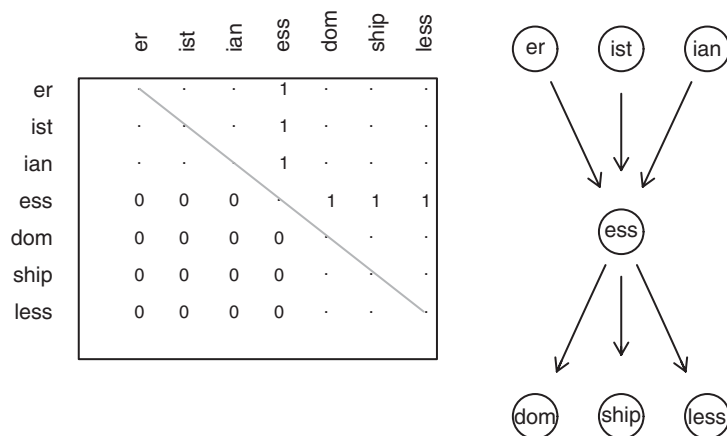 er ist ian ess dom ship less
er . . . 1 . . .
ist . . . 1 . . .
ian . . . 1 . . .
ess 0 0 0 . 1 1 1
dom 0 0 0 0 . . .
ship 0 0 0 0 . . .
less 0 0 0 0 . . .
er ist ian
ess
dom ship less